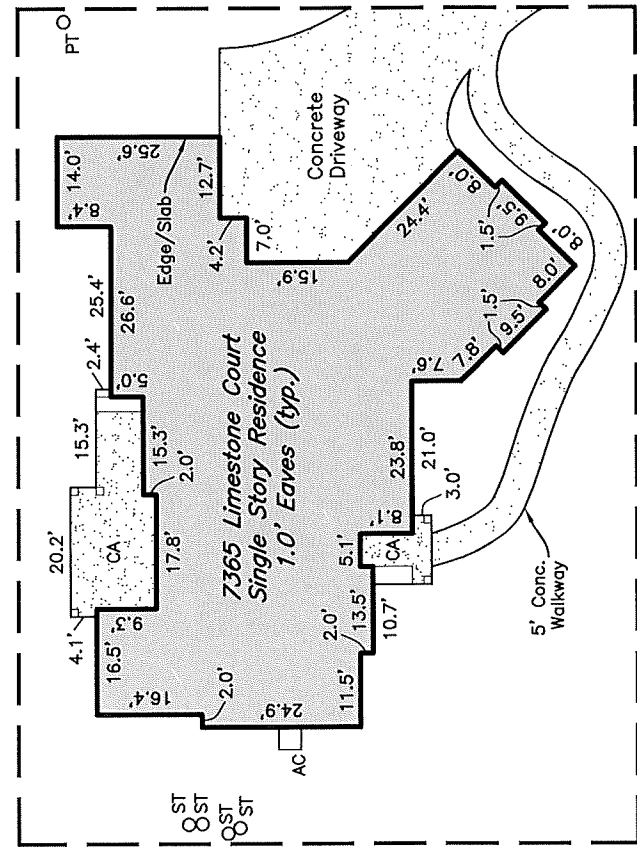 PT
14.0'
25.6'
8.4'
Edge/Slab
12.7'
4.2'
7.0'
Concrete
Driveway
25.4'
26.6'
15.9'
24.4'
8.0'
1.5'
9.5'
8.0'
2.4'
5.0'
15.3'
15.3'
2.0'
20.2'
CA
17.8'
4.1'
9.3'
16.5'
16.4'
2.0'
24.9'
7365 Limestone Court
Single Story Residence
1.0' Eaves (typ.)
7.6'
7.8'
9.5'
1.5'
8.0'
23.8'
21.0'
8.1'
3.0'
5.1'
CA
13.5'
10.7'
2.0'
11.5'
5' Conc.
Walkway
AC
ST
ST
ST
ST